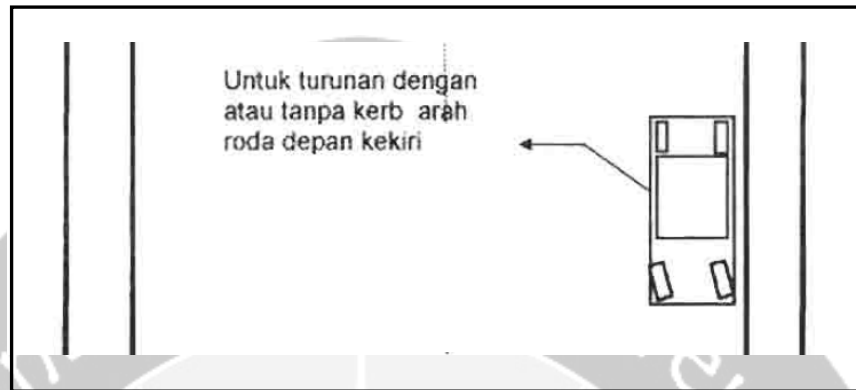 Untuk turunan dengan
atau tanpa kerb arah
roda depan kekiri